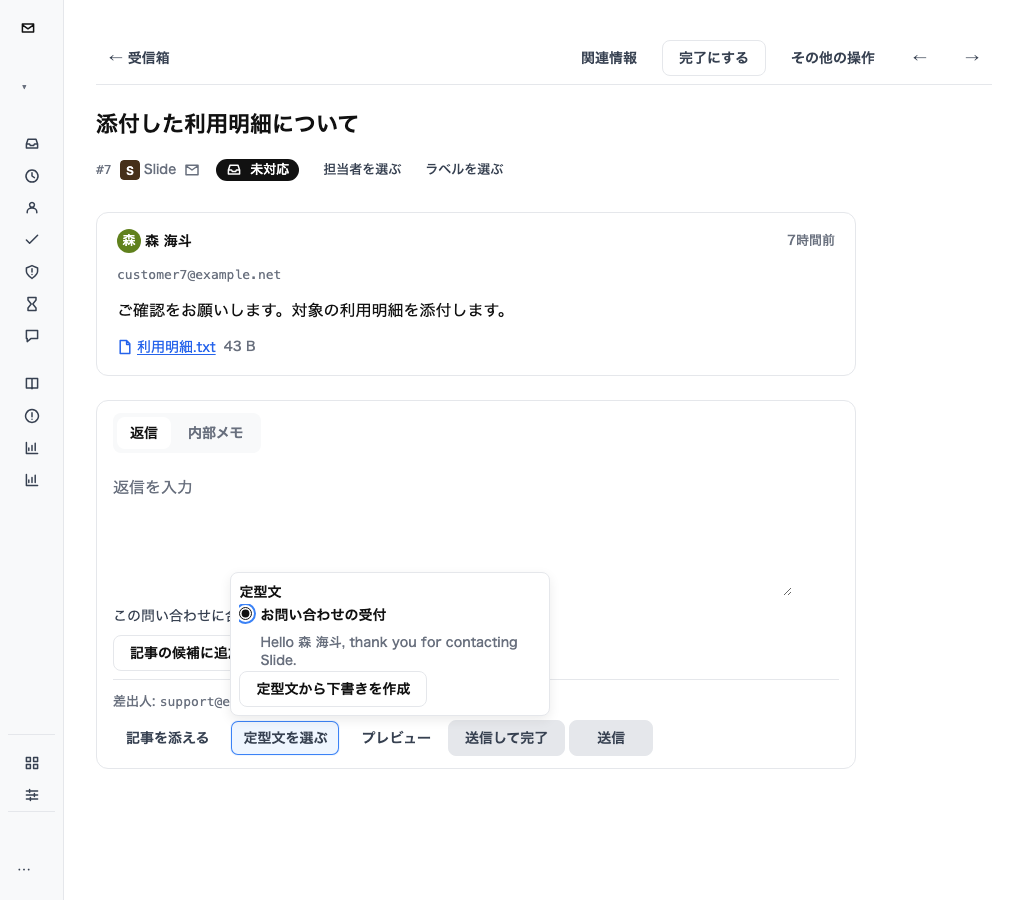 ← 受信箱
関連情報
完了にする
その他の操作
←
→
添付した利用明細について
#7 S Slide 未対応 担当者を選ぶ ラベルを選ぶ
森 森 海斗
7時間前
customer7@example.net
ご確認をお願いします。対象の利用明細を添付します。
利用明細.txt 43 B
返信
内部メモ
返信を入力
この問い合わせに
記事の候補に追
定型文
お問い合わせの受付
Hello 森 海斗, thank you for contacting
Slide.
定型文から下書きを作成
差出人: support@e
記事を添える
定型文を選ぶ
プレビュー
送信して完了
送信
…